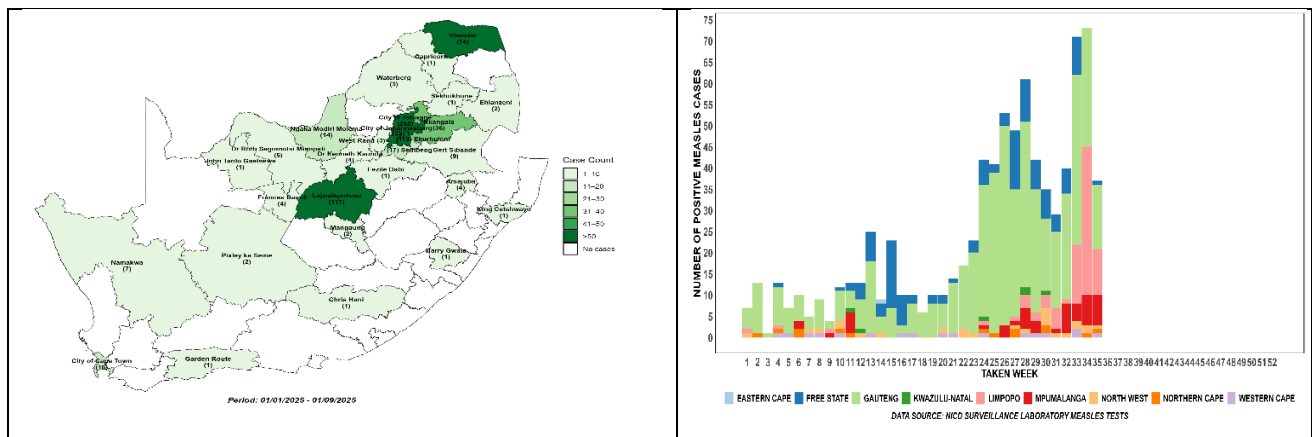 Vhembe
(74)
Capricorn
(1)
Waterberg
(3)
Sekhukhune
(1)
Ehlanzeni
Nkangala
(36)
Ngaka Modiri Molema
(14)
West Rand (3)
Ekurhuleni
(17) Sedibeng
Gert Sibande
(9)
Dr Ruth Segomotsi Mompati
(5)
Dr Kenneth Kaunda
(4)
John Taolo Gaetsewe
(1)
Fezile Dabi
(1)
Amajuba
(4)
Frances Baard
(4)
Lejweleputswa
(117)
King Cetshwayo
(1)
Mangaung
(2)
Harry Gwala
(1)
Namakwa
(7)
Pixley ka Seme
(2)
Chris Hani
(1)
City of Cape Town
Garden Route
(1)
Case Count
1–10
11–20
21–30
31–40
41–50
>50
No cases
Period: 01/01/2025 - 01/09/2025
NUMBER OF POSITIVE MEASLES CASES
75
70
65
60
55
50
45
40
35
30
25
20
15
10
5
0
1 2 3 4 5 6 7 8 9 10 11 12 13 14 15 16 17 18 19 20 21 22 23 24 25 26 27 28 29 30 31 32 33 34 35 36 37 38 39 40 41 42 43 44 45 46 47 48 49 50 51 52
TAKEN WEEK
EASTERN CAPE FREE STATE GAUTENG KWAZULU-NATAL LIMPOPO MPUMALANGA NORTH WEST NORTHERN CAPE WESTERN CAPE
DATA SOURCE: NICD SURVEILLANCE LABORATORY MEASLES TESTS